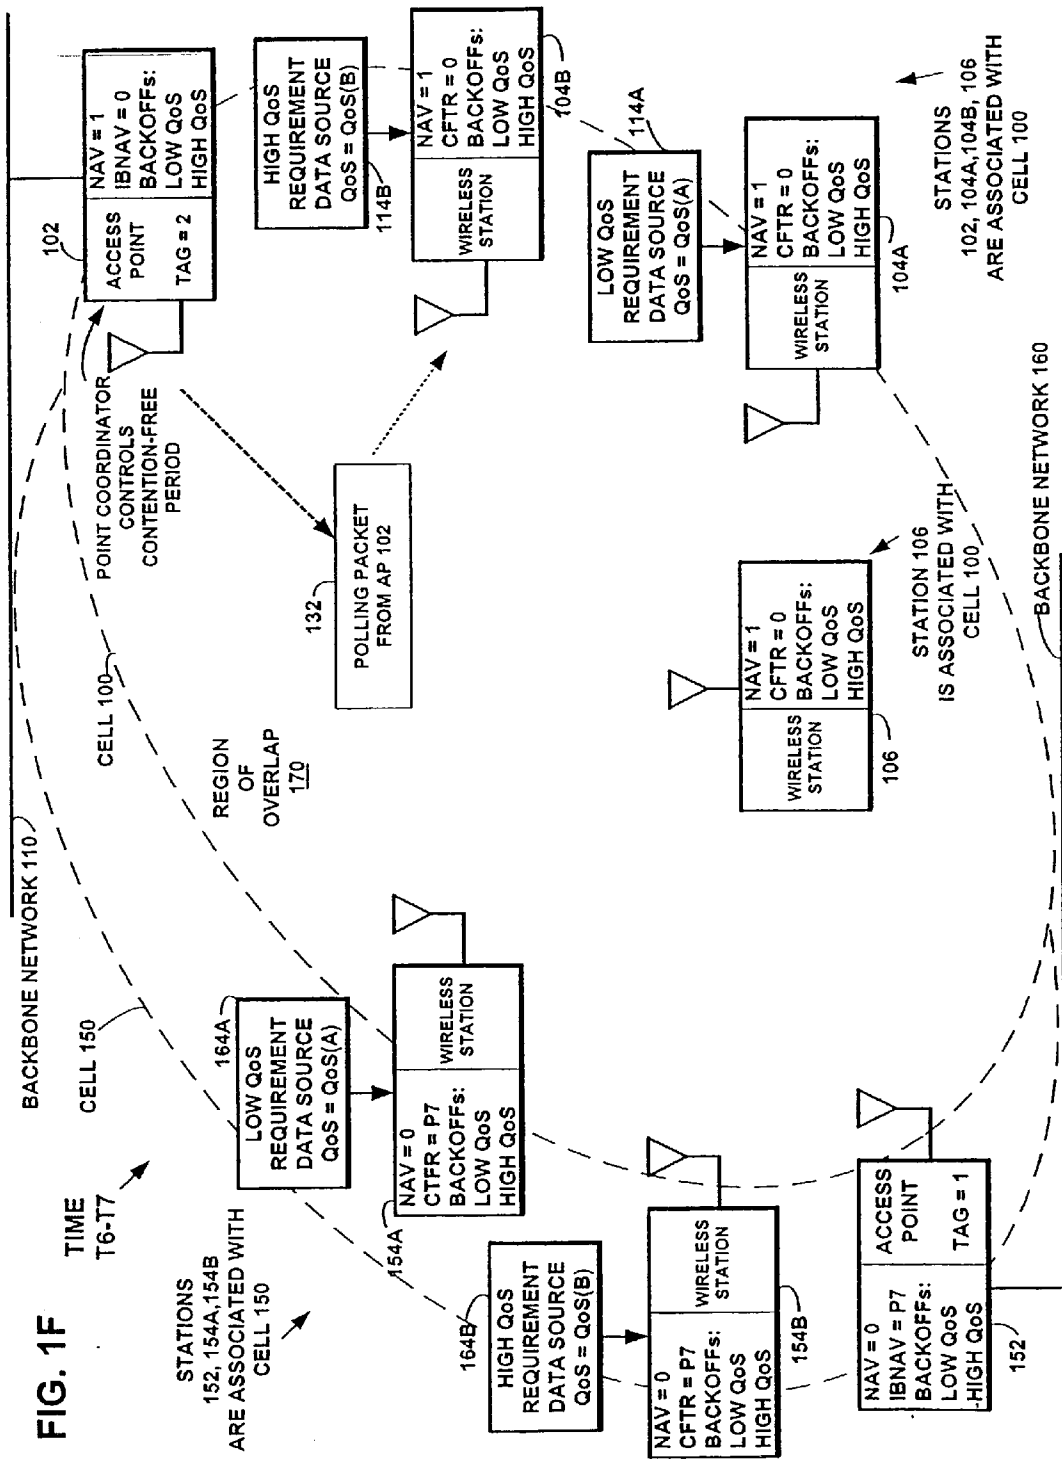 FIG. 1F
TIME
T6-T7
BACKBONE NETWORK 110
CELL 150
CELL 100
STATIONS
152, 154A,154B
ARE ASSOCIATED WITH
CELL 150
164A
LOW QoS
REQUIREMENT
DATA SOURCE
QoS = QoS(A)
154A
NAV = 0
CTFR = P7
BACKOFFs:
LOW QoS
HIGH QoS
WIRELESS
STATION
164B
HIGH QoS
REQUIREMENT
DATA SOURCE
QoS = QoS(B)
NAV = 0
CFTR = P7
BACKOFFs:
LOW QoS
HIGH QoS
WIRELESS
STATION
154B
NAV = 0
IBNAV = P7
BACKOFFs:
LOW QoS
-HIGH QoS
ACCESS
POINT
TAG = 1
152
REGION
OF
OVERLAP
170
POINT COORDINATOR
CONTROLS
CONTENTION-FREE
PERIOD
132
POLLING PACKET
FROM AP 102
102
ACCESS
POINT
TAG = 2
NAV = 1
IBNAV = 0
BACKOFFs:
LOW QoS
HIGH QoS
HIGH QoS
REQUIREMENT
DATA SOURCE
QoS = QoS(B)
114B
WIRELESS
STATION
NAV = 1
CFTR = 0
BACKOFFs:
LOW QoS
HIGH QoS
104B
LOW QoS
REQUIREMENT
DATA SOURCE
QoS = QoS(A)
114A
WIRELESS
STATION
NAV = 1
CFTR = 0
BACKOFFs:
LOW QoS
HIGH QoS
104A
WIRELESS
STATION
NAV = 1
CFTR = 0
BACKOFFs:
LOW QoS
HIGH QoS
106
STATION 106
IS ASSOCIATED WITH
CELL 100
STATIONS
102, 104A,104B, 106
ARE ASSOCIATED WITH
CELL 100
BACKBONE NETWORK 160